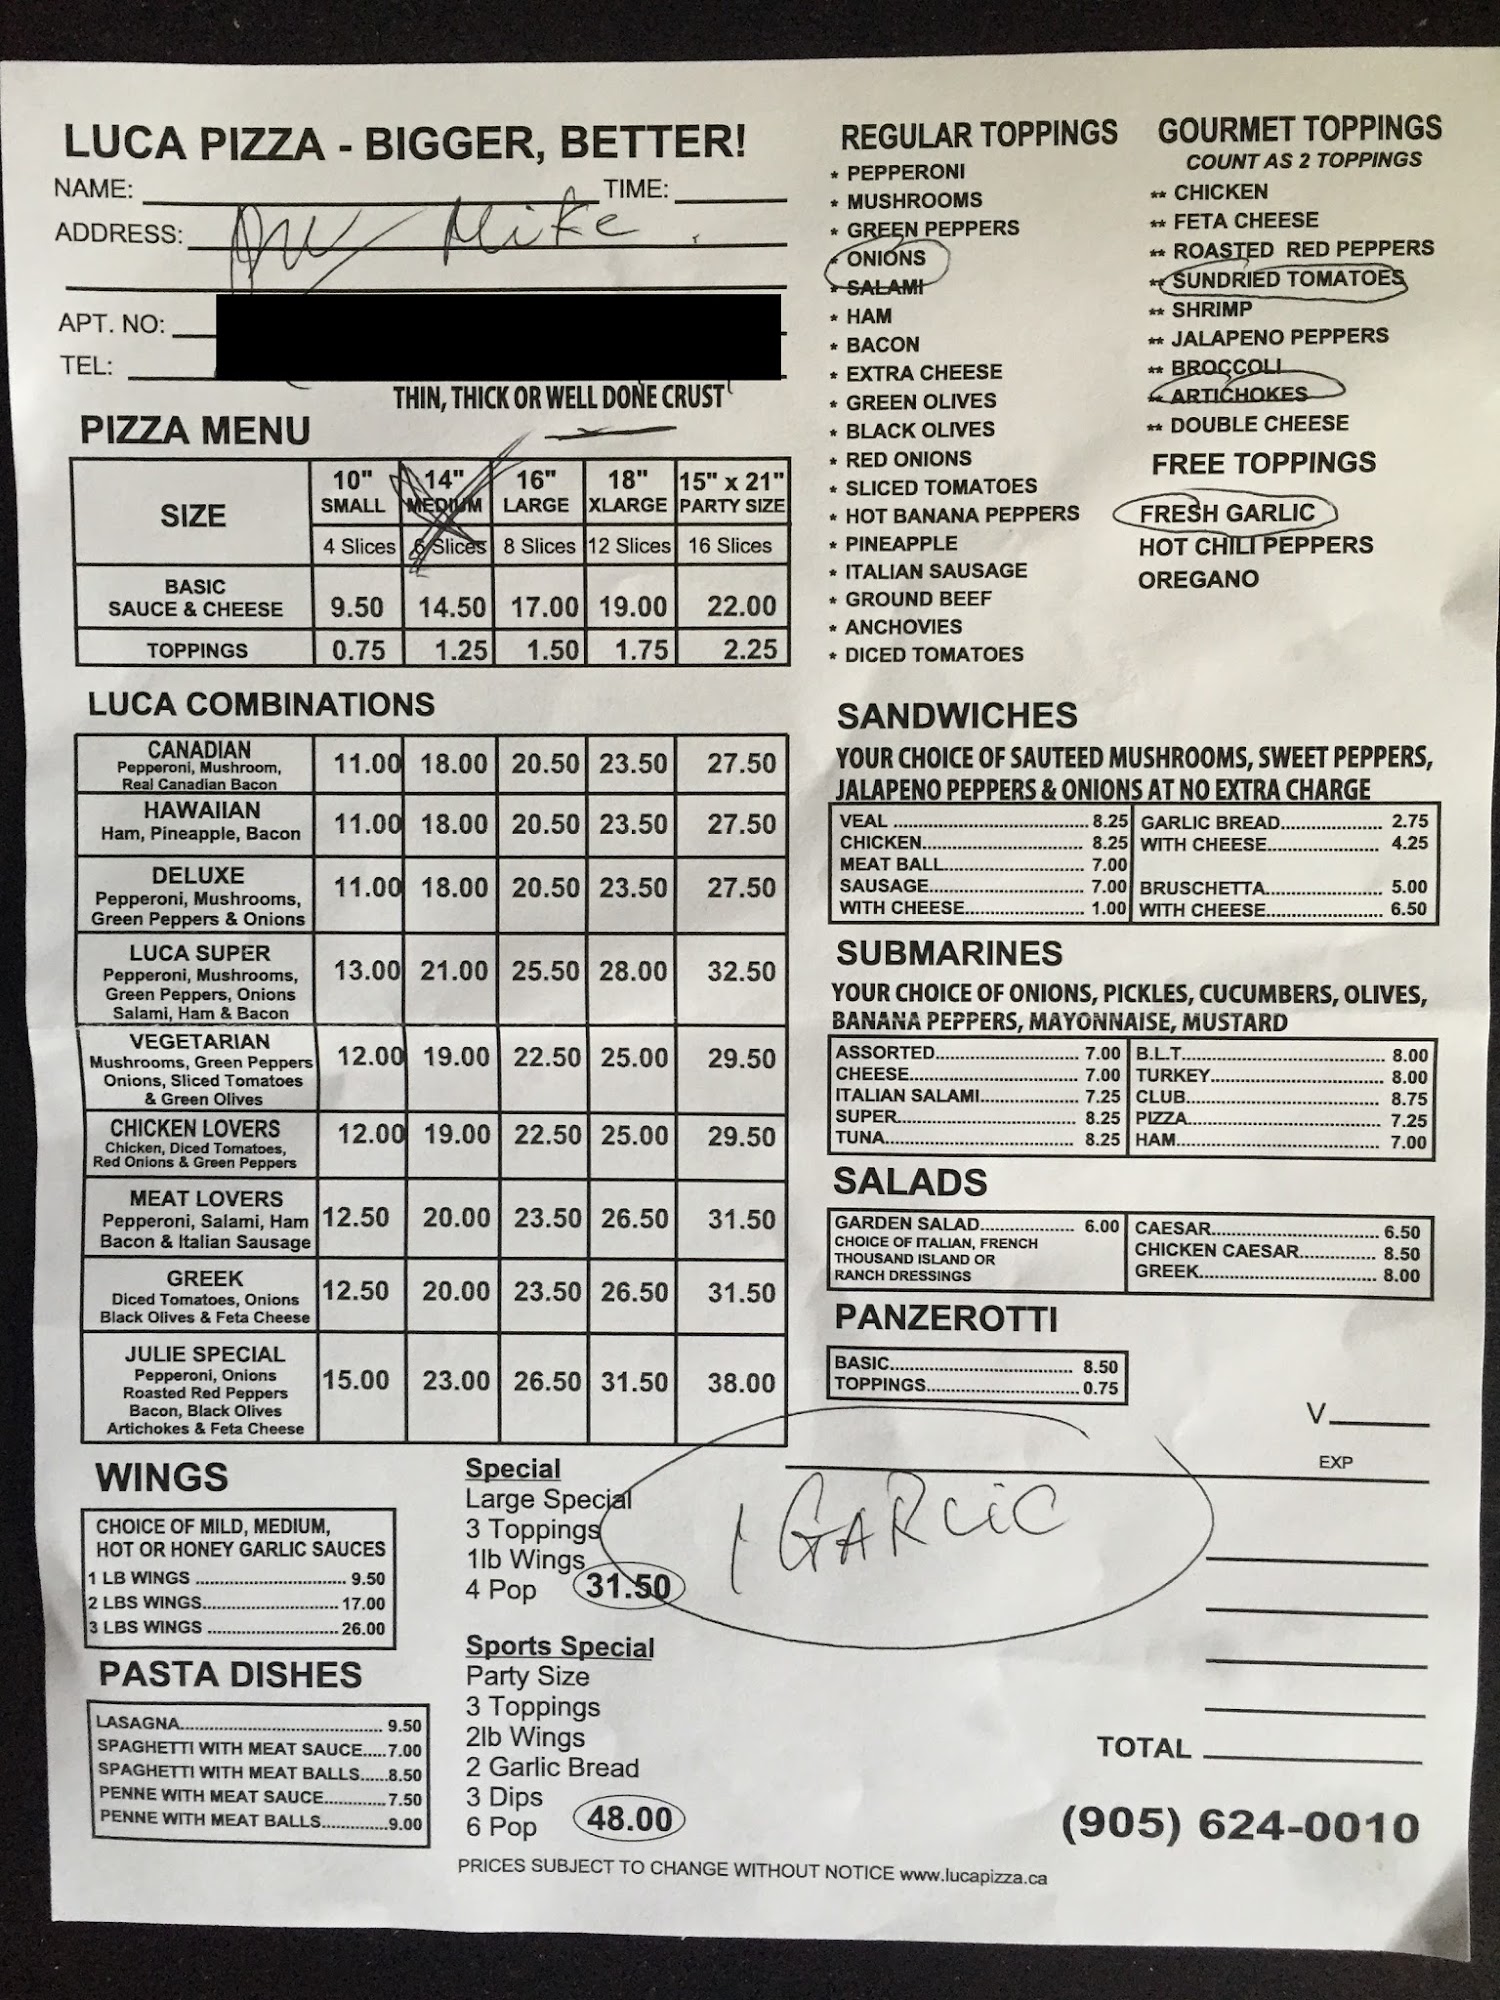 LUCA PIZZA - BIGGER, BETTER!
NAME: TIME:
ADDRESS: Mike
APT. NO:
TEL:
THIN, THICK OR WELL DONE CRUST
PIZZA MENU
SIZE 10" 14" 16" 18" 15" x 21"
SMALL MEDIUM LARGE XLARGE PARTY SIZE
4 Slices 6 Slices 8 Slices 12 Slices 16 Slices
BASIC
SAUCE & CHEESE 9.50 14.50 17.00 19.00 22.00
TOPPINGS 0.75 1.25 1.50 1.75 2.25
LUCA COMBINATIONS
CANADIAN
Pepperoni, Mushroom, 11.00 18.00 20.50 23.50 27.50
Real Canadian Bacon
HAWAIIAN
Ham, Pineapple, Bacon 11.00 18.00 20.50 23.50 27.50
DELUXE
Pepperoni, Mushrooms, 11.00 18.00 20.50 23.50 27.50
Green Peppers & Onions
LUCA SUPER
Pepperoni, Mushrooms, 13.00 21.00 25.50 28.00 32.50
Green Peppers, Onions
Salami, Ham & Bacon
VEGETARIAN
Mushrooms, Green Peppers 12.00 19.00 22.50 25.00 29.50
Onions, Sliced Tomatoes
& Green Olives
CHICKEN LOVERS
Chicken, Diced Tomatoes, 12.00 19.00 22.50 25.00 29.50
Red Onions & Green Peppers
MEAT LOVERS
Pepperoni, Salami, Ham 12.50 20.00 23.50 26.50 31.50
Bacon & Italian Sausage
GREEK
Diced Tomatoes, Onions 12.50 20.00 23.50 26.50 31.50
Black Olives & Feta Cheese
JULIE SPECIAL
Pepperoni, Onions 15.00 23.00 26.50 31.50 38.00
Roasted Red Peppers
Bacon, Black Olives
Artichokes & Feta Cheese
WINGS
CHOICE OF MILD, MEDIUM,
HOT OR HONEY GARLIC SAUCES
1 LB WINGS .......... 9.50
2 LBS WINGS.......... 17.00
3 LBS WINGS .......... 26.00
PASTA DISHES
LASAGNA.......... 9.50
SPAGHETTI WITH MEAT SAUCE.....7.00
SPAGHETTI WITH MEAT BALLS......8.50
PENNE WITH MEAT SAUCE..........7.50
PENNE WITH MEAT BALLS..........9.00
Special
Large Special
3 Toppings
1lb Wings
4 Pop 31.50
Sports Special
Party Size
3 Toppings
2lb Wings
2 Garlic Bread
3 Dips
6 Pop 48.00
PRICES SUBJECT TO CHANGE WITHOUT NOTICE www.lucapizza.ca
REGULAR TOPPINGS
* PEPPERONI
* MUSHROOMS
* GREEN PEPPERS
* ONIONS
* SALAMI
* HAM
* BACON
* EXTRA CHEESE
* GREEN OLIVES
* BLACK OLIVES
* RED ONIONS
* SLICED TOMATOES
* HOT BANANA PEPPERS
* PINEAPPLE
* ITALIAN SAUSAGE
* GROUND BEEF
* ANCHOVIES
* DICED TOMATOES
GOURMET TOPPINGS
COUNT AS 2 TOPPINGS
** CHICKEN
** FETA CHEESE
** ROASTED RED PEPPERS
** SUNDRIED TOMATOES
** SHRIMP
** JALAPENO PEPPERS
** BROCCOLI
** ARTICHOKES
** DOUBLE CHEESE
FREE TOPPINGS
FRESH GARLIC
HOT CHILI PEPPERS
OREGANO
SANDWICHES
YOUR CHOICE OF SAUTEED MUSHROOMS, SWEET PEPPERS,
JALAPENO PEPPERS & ONIONS AT NO EXTRA CHARGE
VEAL .......... 8.25 GARLIC BREAD.......... 2.75
CHICKEN.......... 8.25 WITH CHEESE.......... 4.25
MEAT BALL.......... 7.00
SAUSAGE.......... 7.00 BRUSCHETTA.......... 5.00
WITH CHEESE.......... 1.00 WITH CHEESE.......... 6.50
SUBMARINES
YOUR CHOICE OF ONIONS, PICKLES, CUCUMBERS, OLIVES,
BANANA PEPPERS, MAYONNAISE, MUSTARD
ASSORTED.......... 7.00 B.L.T.......... 8.00
CHEESE.......... 7.00 TURKEY.......... 8.00
ITALIAN SALAMI.......... 7.25 CLUB.......... 8.75
SUPER.......... 8.25 PIZZA.......... 7.25
TUNA.......... 8.25 HAM.......... 7.00
SALADS
GARDEN SALAD.......... 6.00 CAESAR.......... 6.50
CHOICE OF ITALIAN, FRENCH CHICKEN CAESAR.......... 8.50
THOUSAND ISLAND OR GREEK.......... 8.00
RANCH DRESSINGS
PANZEROTTI
BASIC.......... 8.50
TOPPINGS.......... 0.75
V
EXP
1 GARLIC
TOTAL
(905) 624-0010